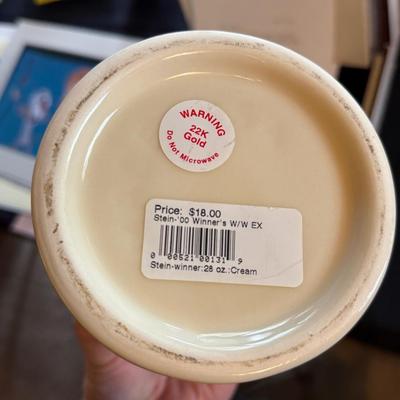 WARNING
22K
Gold
Do Not Microwave
Price: $18.00
Stein-'00 Winner's W/W EX
0 00521 00131 9
Stein-winner:28 oz.:Cream